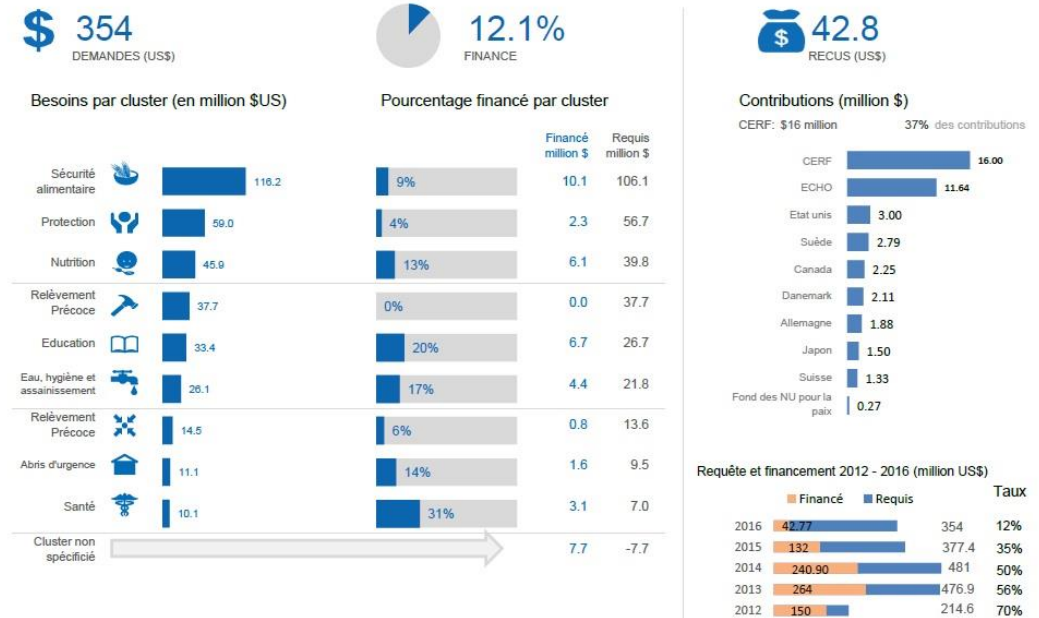 $ 354
DEMANDES (US$)
12.1%
FINANCE
$ 42.8
RECUS (US$)
Besoins par cluster (en million $US)
Pourcentage financé par cluster
Financé Requis
million $ million $
Sécurité
alimentaire
116.2 9% 10.1 106.1
Protection 59.0 4% 2.3 56.7
Nutrition 45.9 13% 6.1 39.8
Relèvement
Précoce
37.7 0% 0.0 37.7
Education 33.4 20% 6.7 26.7
Eau, hygiène et
assainissement
26.1 17% 4.4 21.8
Relèvement
Précoce
14.5 6% 0.8 13.6
Abris d'urgence 11.1 14% 1.6 9.5
Santé 10.1 31% 3.1 7.0
Cluster non
spécificié
7.7 -7.7
Contributions (million $)
CERF: $16 million 37% des contributions
CERF 16.00
ECHO 11.64
Etat unis 3.00
Suède 2.79
Canada 2.25
Danemark 2.11
Allemagne 1.88
Japon 1.50
Suisse 1.33
Fond des NU pour la
paix
0.27
Requête et financement 2012 - 2016 (million US$)
Financé Requis Taux
2016 42.77 354 12%
2015 132 377.4 35%
2014 240.90 481 50%
2013 264 476.9 56%
2012 150 214.6 70%